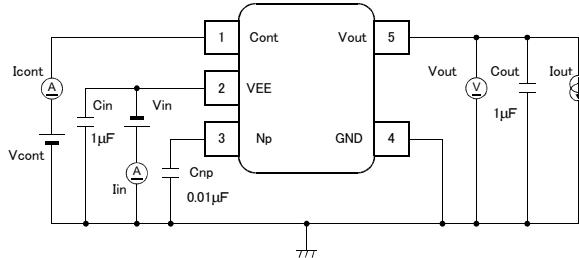 1 Cont Vout 5
Icont
A
Vout Cout Iout
V
2 VEE
Cin Vin
1μF
1μF
3 Np GND 4
Vcont
A
Iin
Cnp
0.01μF